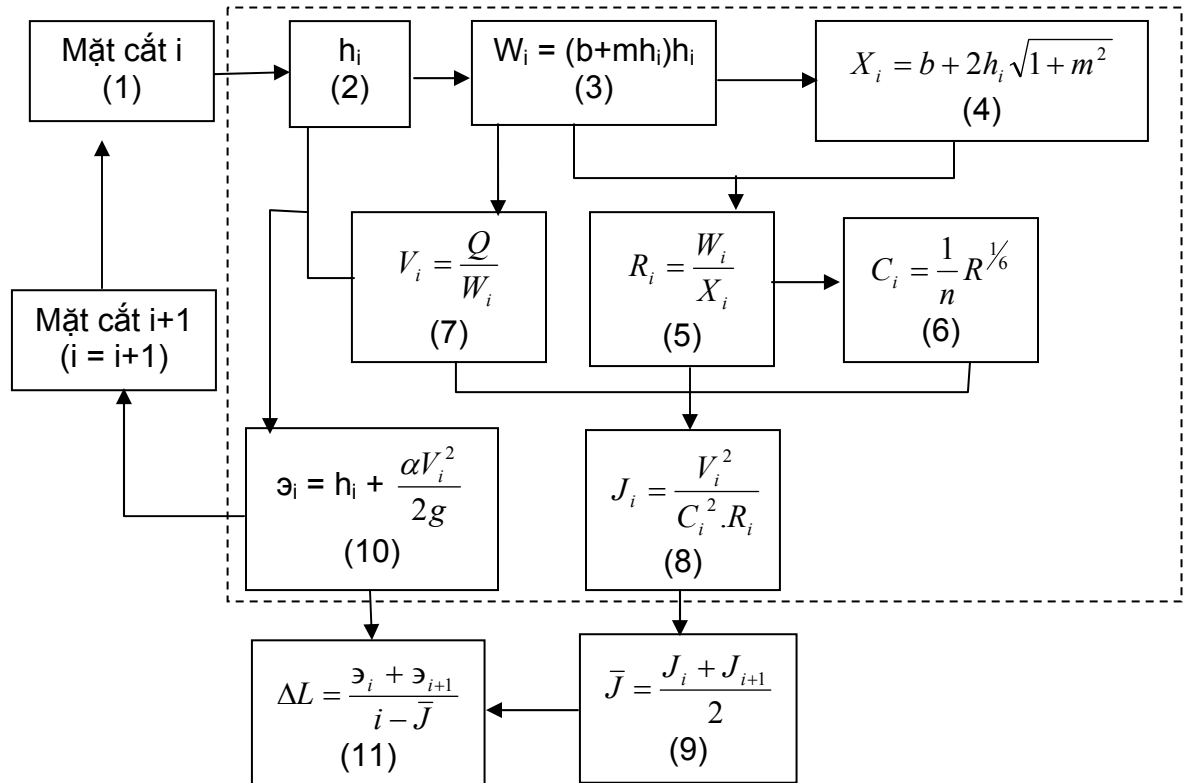 Mặt cắt i
(1)
hᵢ
(2)
Wᵢ = (b+mhᵢ)hᵢ
(3)
Xᵢ = b + 2hᵢ√(1 + m²)
(4)
Vᵢ = Q/Wᵢ
(7)
Rᵢ = Wᵢ/Xᵢ
(5)
Cᵢ = 1/n R^(1/6)
(6)
Mặt cắt i+1
(i = i+1)
эᵢ = hᵢ + αVᵢ²/2g
(10)
Jᵢ = Vᵢ²/Cᵢ².Rᵢ
(8)
ΔL = (эᵢ + эᵢ₊₁)/(i − J̄)
(11)
J̄ = (Jᵢ + Jᵢ₊₁)/2
(9)